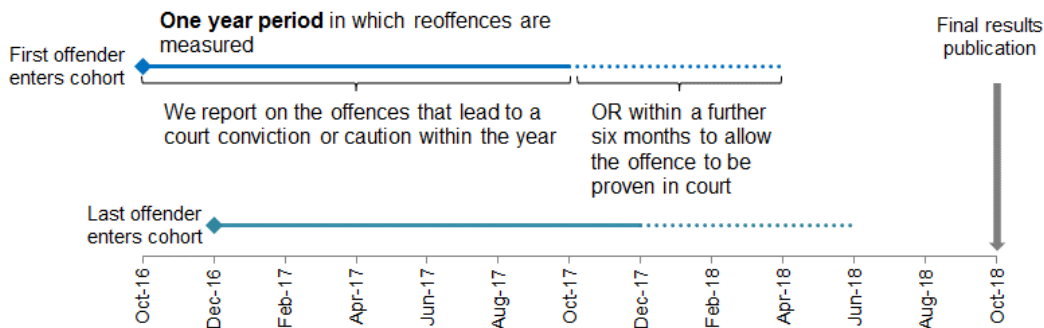 One year period in which reoffences are
measured
Final results
publication
First offender
enters cohort
We report on the offences that lead to a
court conviction or caution within the year
OR within a further
six months to allow
the offence to be
proven in court
Last offender
enters cohort
Oct-16
Dec-16
Feb-17
Apr-17
Jun-17
Aug-17
Oct-17
Dec-17
Feb-18
Apr-18
Jun-18
Aug-18
Oct-18